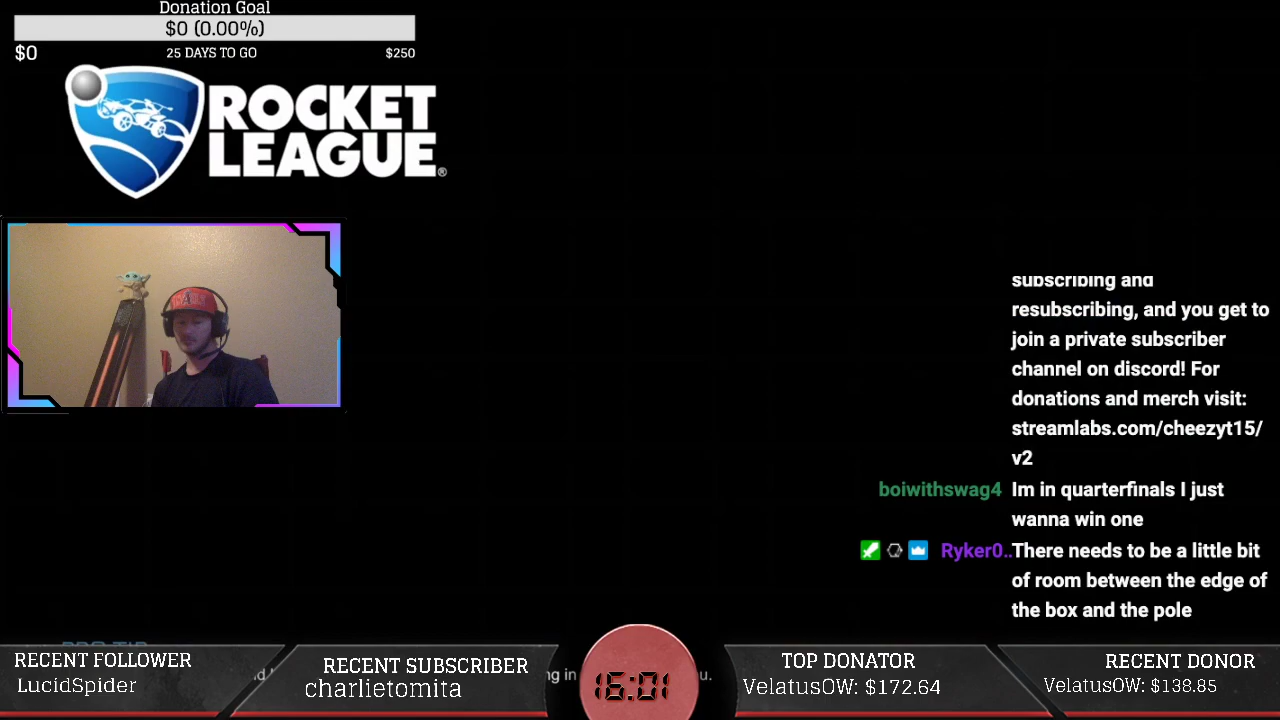 Donation Goal
$0 (0.00%)
$0
25 DAYS TO GO
$250
ROCKET
LEAGUE®
subscribing and
resubscribing, and you get to
join a private subscriber
channel on discord! For
donations and merch visit:
streamlabs.com/cheezyt15/
v2
boiwithswag4 Im in quarterfinals I just
wanna win one
Ryker0.. There needs to be a little bit
of room between the edge of
the box and the pole
PRO TIP
RECENT FOLLOWER
LucidSpider
RECENT SUBSCRIBER
charlietomita
16:01
TOP DONATOR
VelatusOW: $172.64
RECENT DONOR
VelatusOW: $138.85